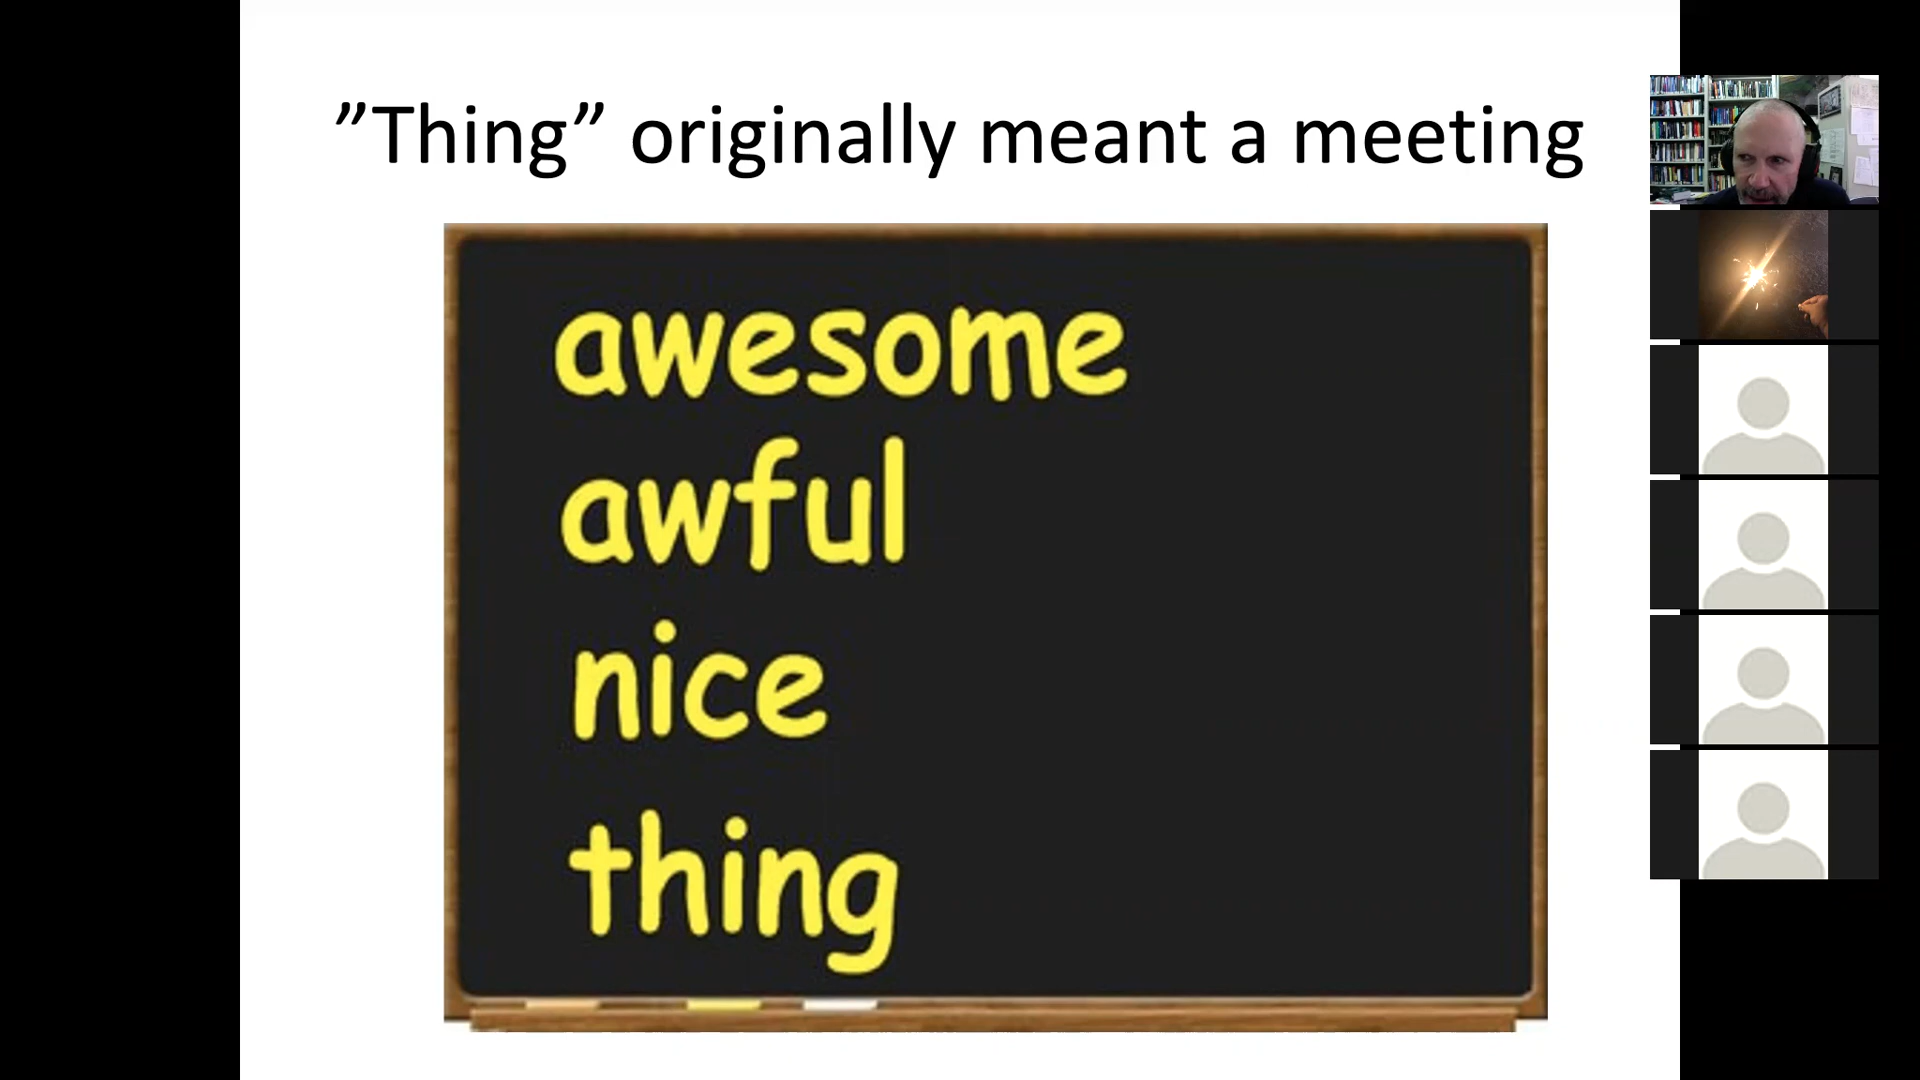 ”Thing” originally meant a meeting
awesome
awful
nice
thing